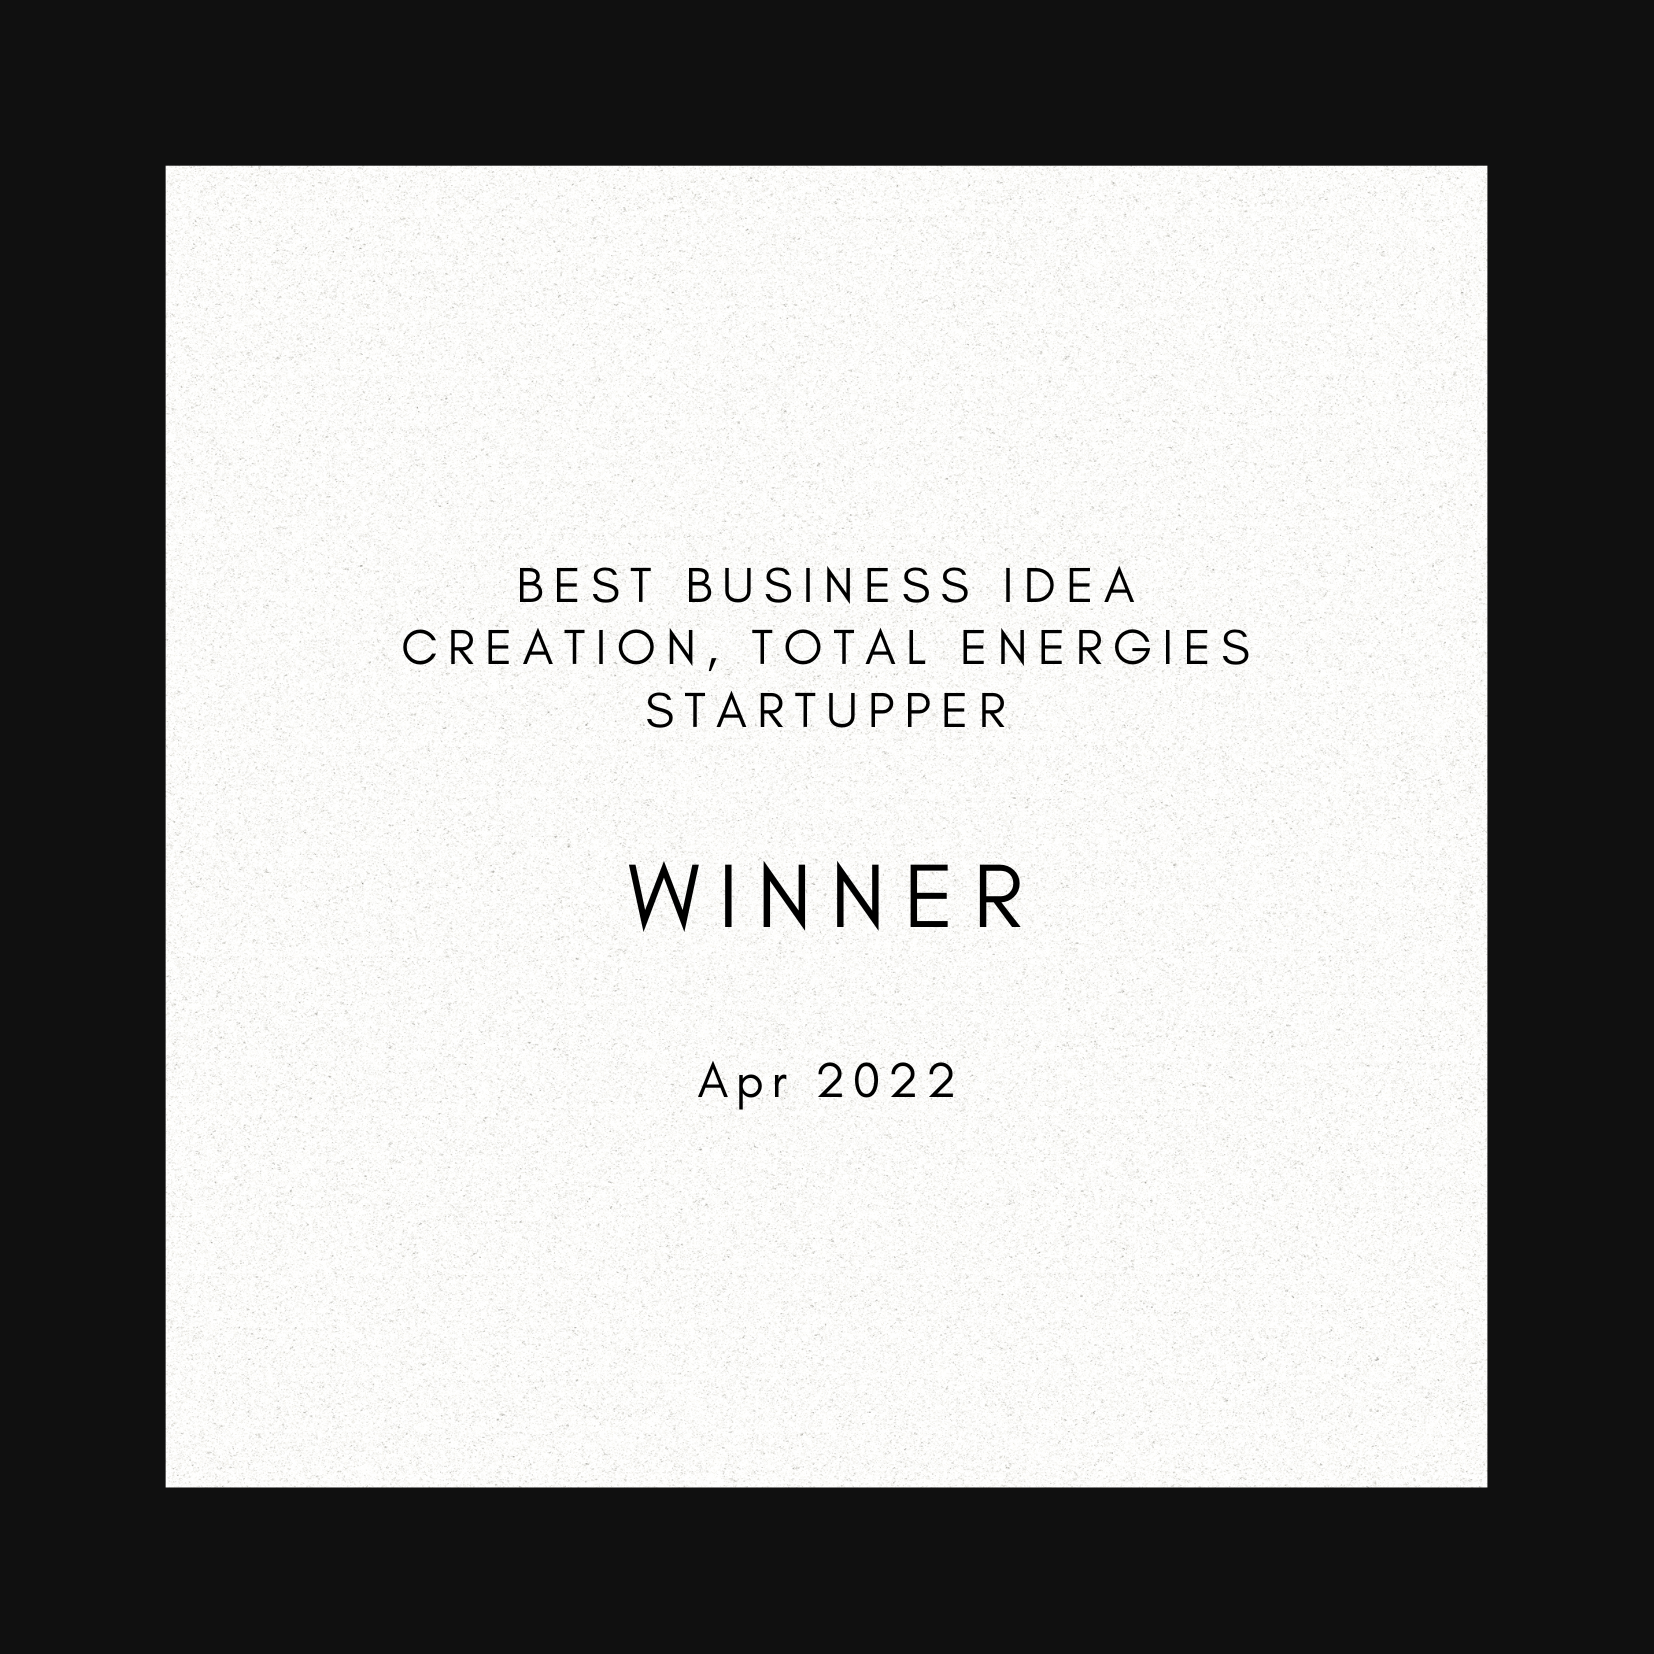 BEST BUSINESS IDEA
CREATION, TOTAL ENERGIES
STARTUPPER
WINNER
Apr 2022